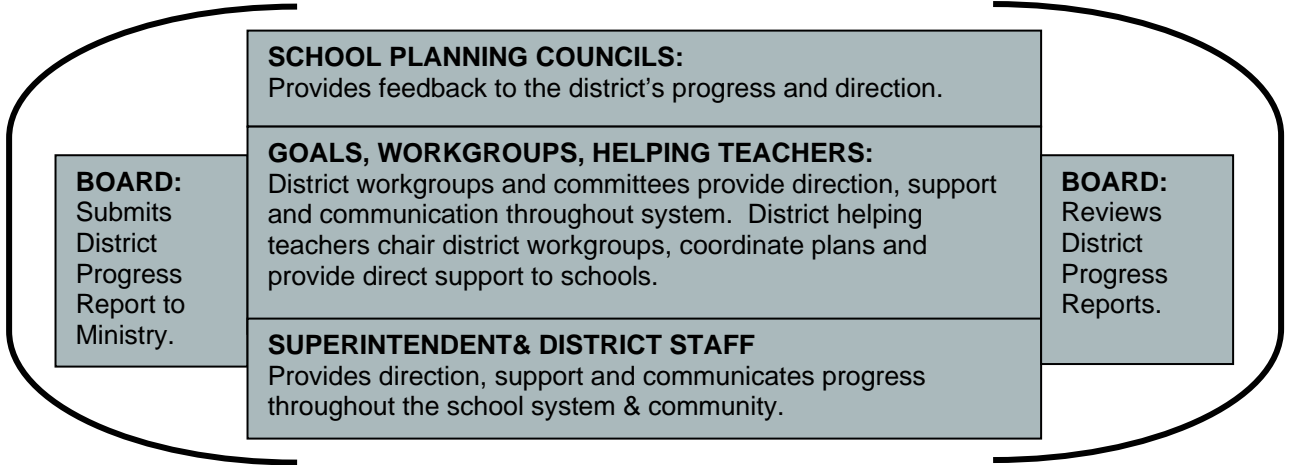 SCHOOL PLANNING COUNCILS:
Provides feedback to the district's progress and direction.
GOALS, WORKGROUPS, HELPING TEACHERS:
District workgroups and committees provide direction, support
and communication throughout system.  District helping
teachers chair district workgroups, coordinate plans and
provide direct support to schools.
SUPERINTENDENT& DISTRICT STAFF
Provides direction, support and communicates progress
throughout the school system & community.
BOARD:
Submits
District
Progress
Report to
Ministry.
BOARD:
Reviews
District
Progress
Reports.